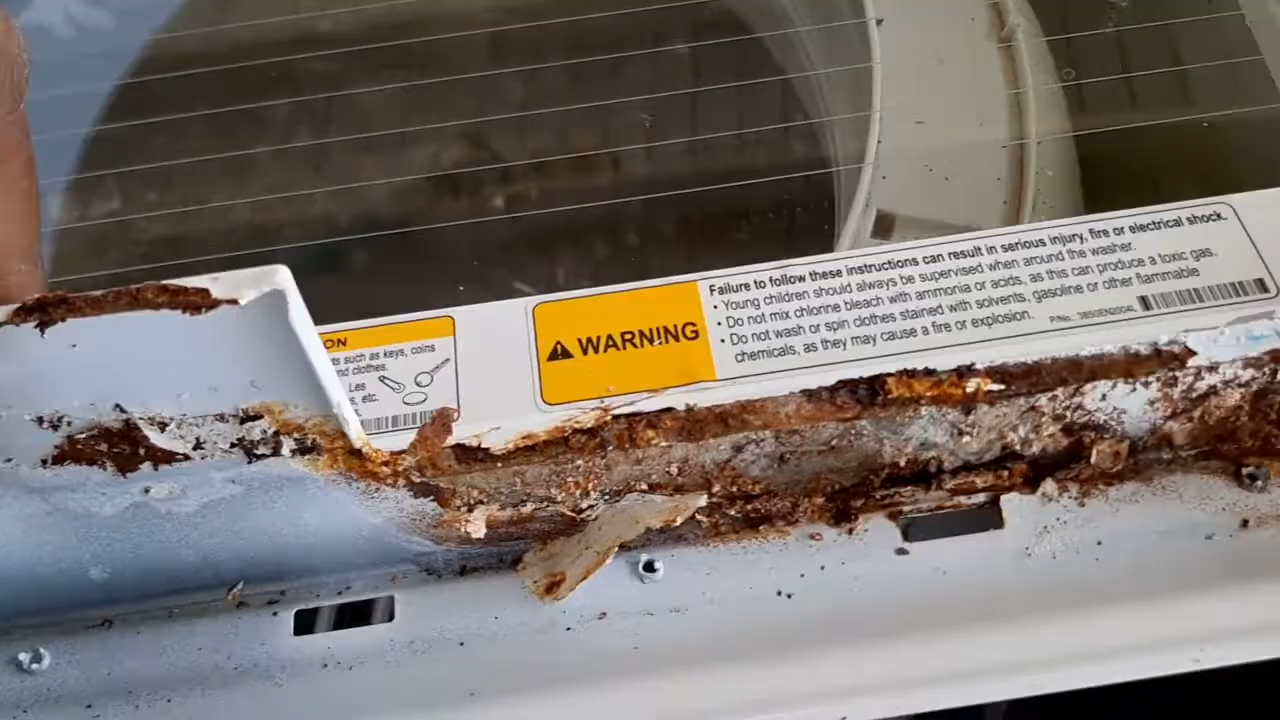 ON
ts such as keys, coins
nd clothes.
Les
s, etc.
WARNING
Failure to follow these instructions can result in serious injury, fire or electrical shock.
• Young children should always be supervised when around the washer.
• Do not mix chlorine bleach with ammonia or acids, as this can produce a toxic gas.
• Do not wash or spin clothes stained with solvents, gasoline or other flammable
chemicals, as they may cause a fire or explosion.
P/No.: